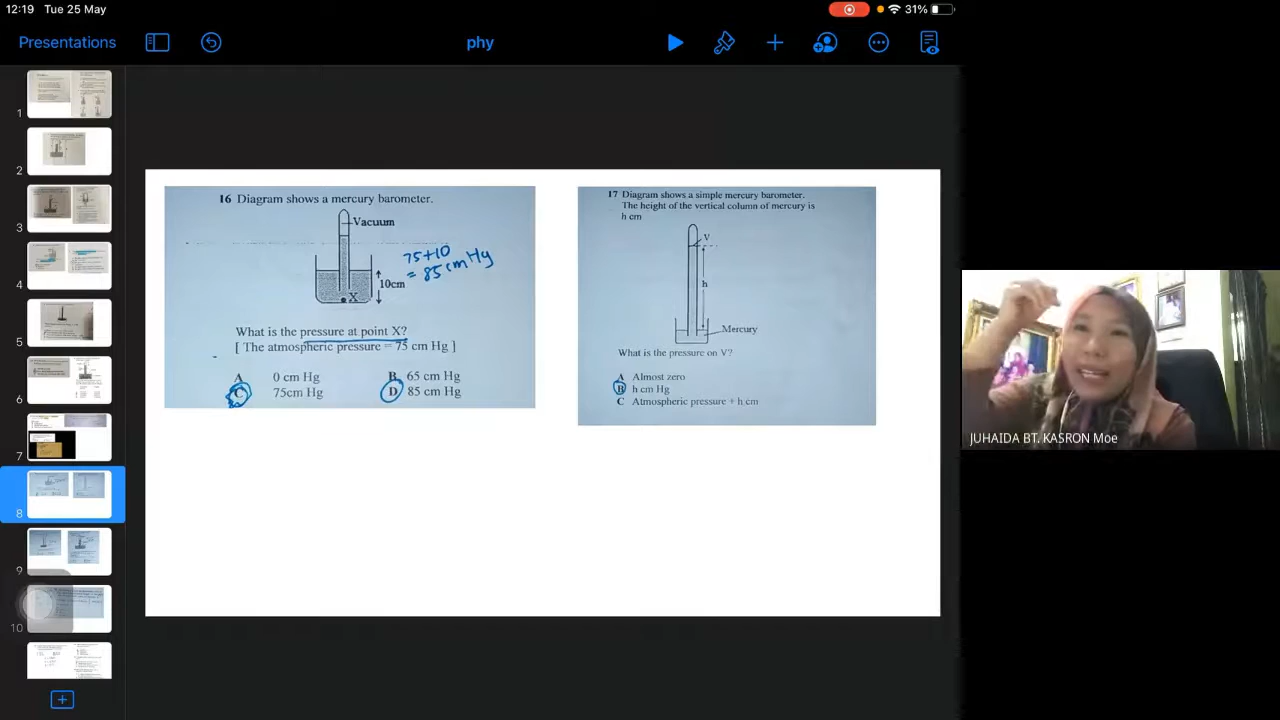 12:19 Tue 25 May
31%
Presentations
phy
1
2
3
4
5
6
7
8
9
10
16 Diagram shows a mercury barometer.
Vacuum
75+10
= 85 cm Hg
10cm
X
What is the pressure at point X?
[ The atmospheric pressure = 75 cm Hg ]
A 0 cm Hg
B 65 cm Hg
C 75cm Hg
D 85 cm Hg
17 Diagram shows a simple mercury barometer.
The height of the vertical column of mercury is
h cm
V
h
Mercury
What is the pressure on V?
A Almost zero
B h cm Hg
C Atmospheric pressure + h cm
JUHAIDA BT. KASRON Moe